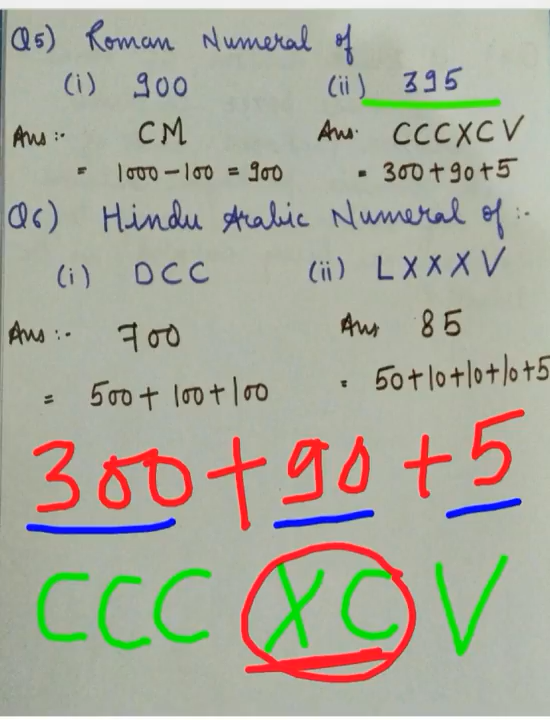 Q5) Roman Numeral of
(i) 900 (ii) 395
Ans:- CM Ans. CCCXCV
= 1000-100 = 900 = 300+90+5
Q6) Hindu Arabic Numeral of:-
(i) DCC (ii) LXXXV
Ans:- 700 Ans 85
= 500+100+100 = 50+10+10+10+5
300+90+5
CCC XC V